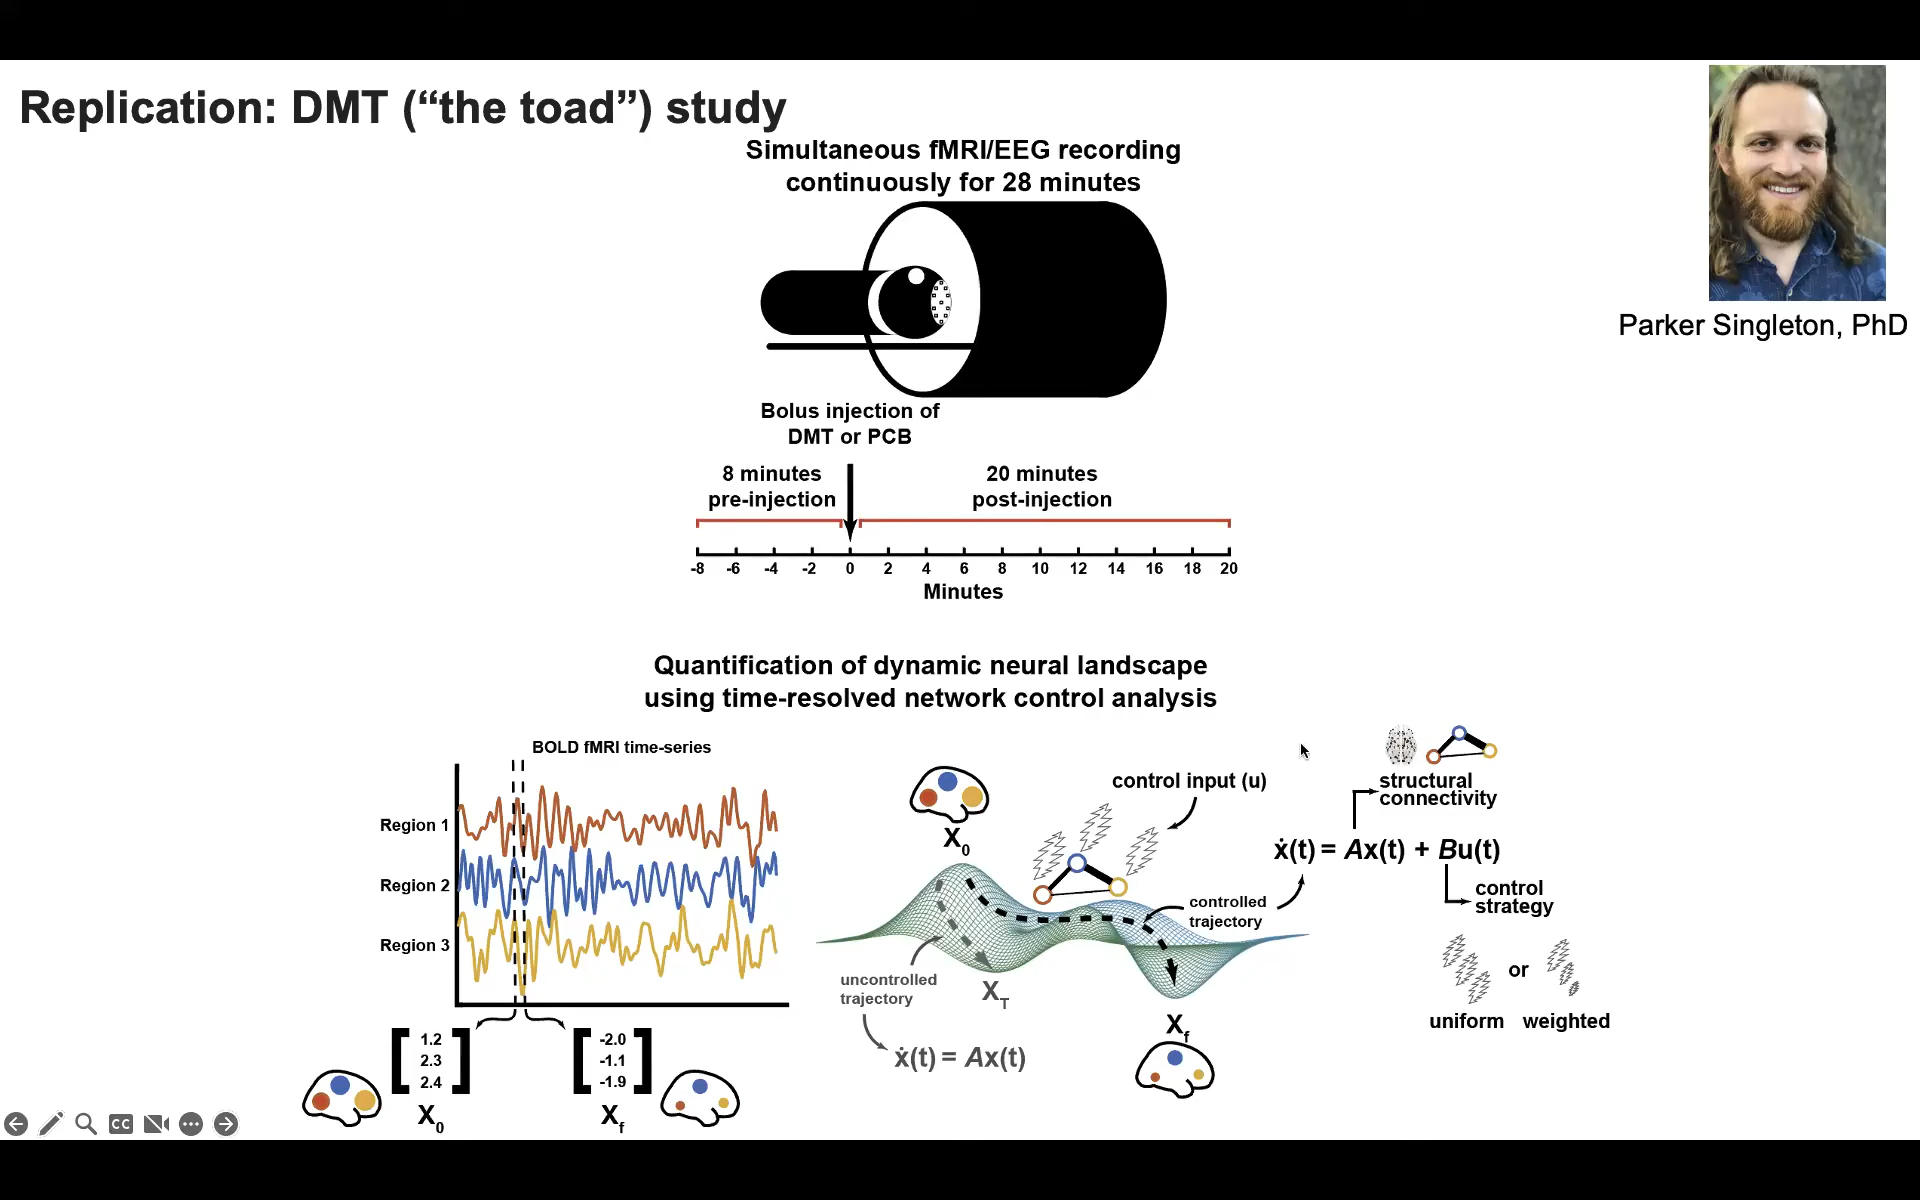 Replication: DMT (“the toad”) study
Parker Singleton, PhD
Simultaneous fMRI/EEG recording
continuously for 28 minutes
Bolus injection of
DMT or PCB
8 minutes
pre-injection
20 minutes
post-injection
-8 -6 -4 -2 0 2 4 6 8 10 12 14 16 18 20
Minutes
Quantification of dynamic neural landscape
using time-resolved network control analysis
BOLD fMRI time-series
Region 1
Region 2
Region 3
1.2
2.3
2.4
X0
-2.0
-1.1
-1.9
Xf
X0
control input (u)
controlled
trajectory
uncontrolled
trajectory
XT
ẋ(t) = Ax(t)
Xf
structural
connectivity
ẋ(t) = Ax(t) + Bu(t)
control
strategy
or
uniform weighted
CC